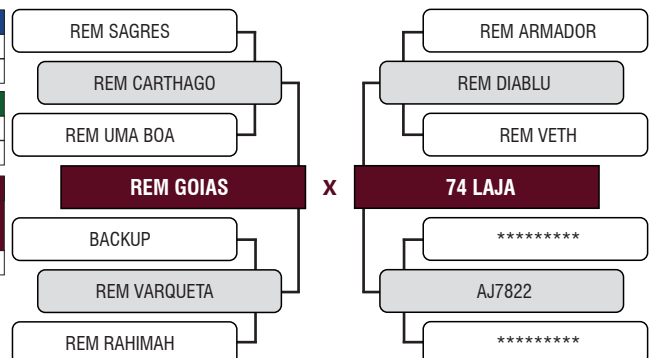 REM SAGRES
REM ARMADOR
REM CARTHAGO
REM DIABLU
REM UMA BOA
REM VETH
REM GOIAS X 74 LAJA
BACKUP
*********
REM VARQUETA
AJ7822
REM RAHIMAH
*********